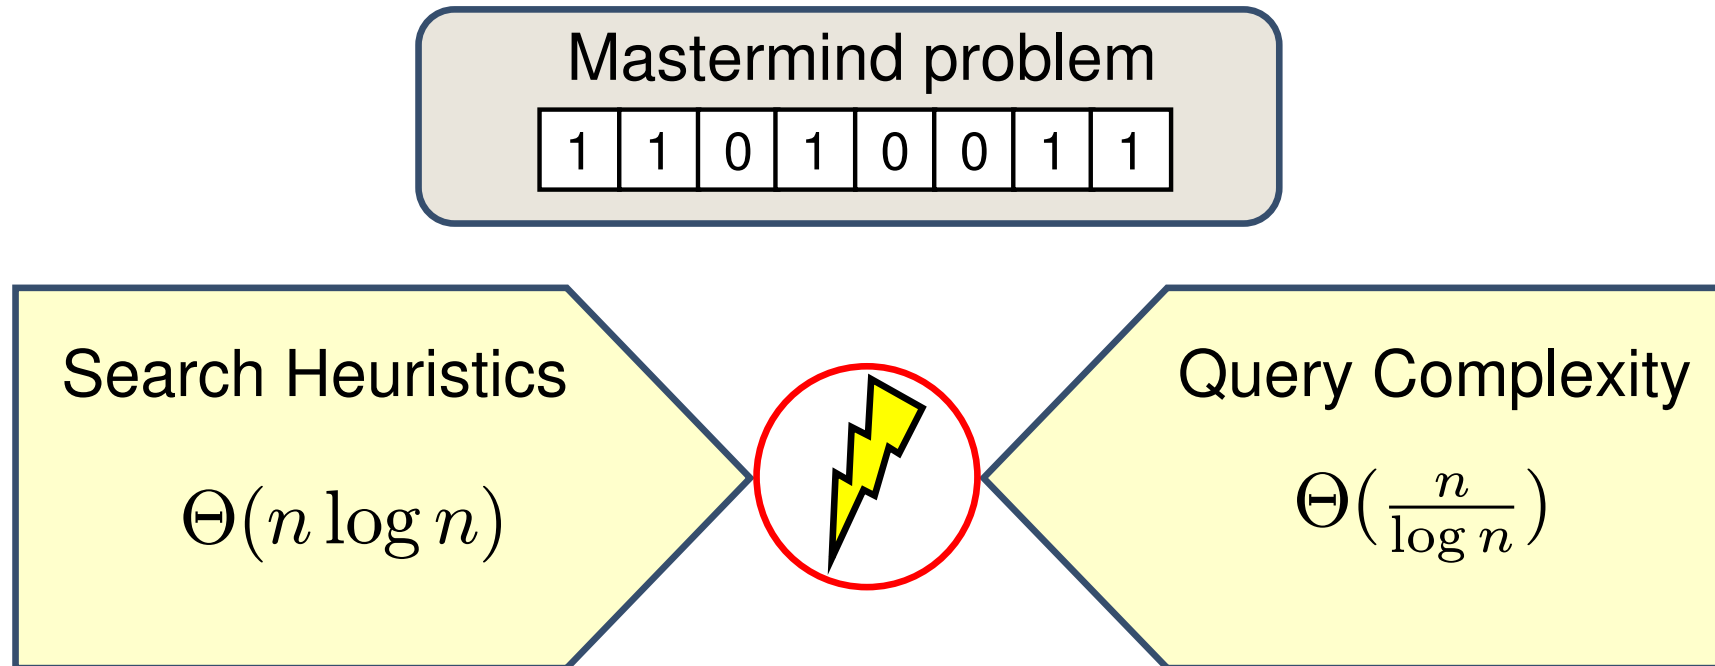 Mastermind problem
1 1 0 1 0 0 1 1
Search Heuristics
Θ(n log n)
Query Complexity
Θ(n/log n)